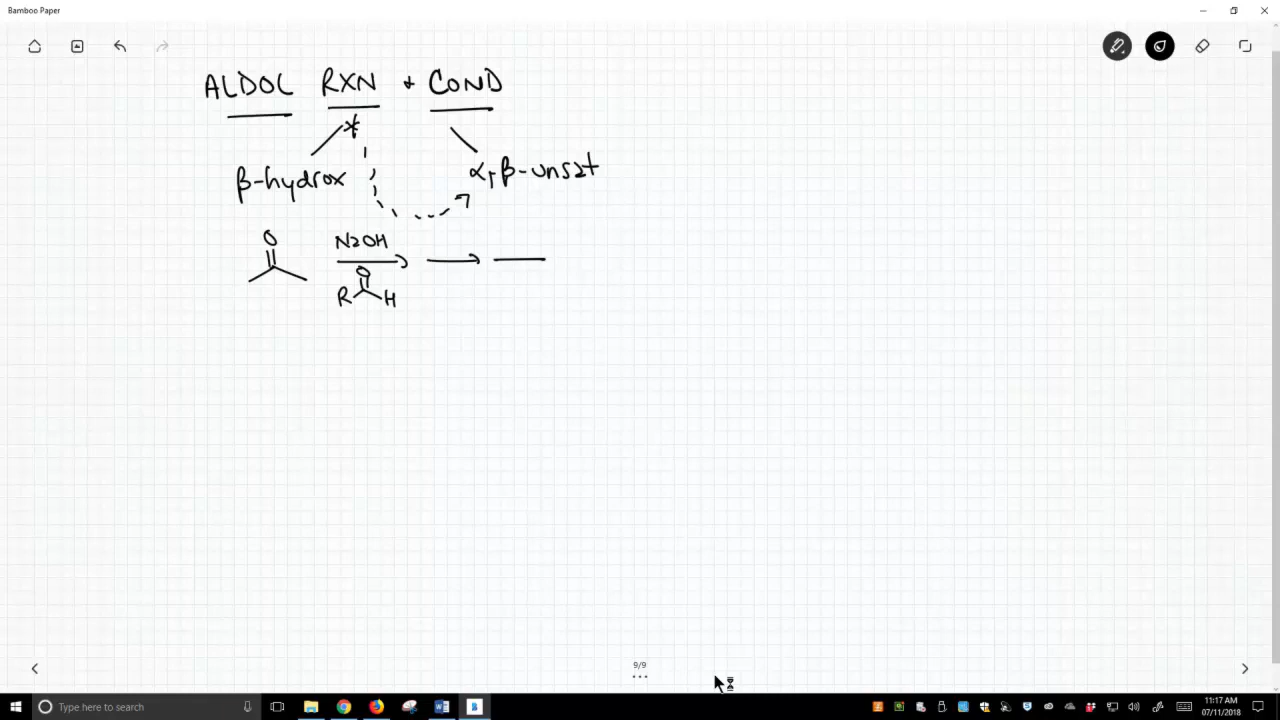 Bamboo Paper
ALDOL RXN + COND
β-hydrox α,β-unsat
O NaOH
O
R H
9/9
Type here to search
11:17 AM
07/11/2018